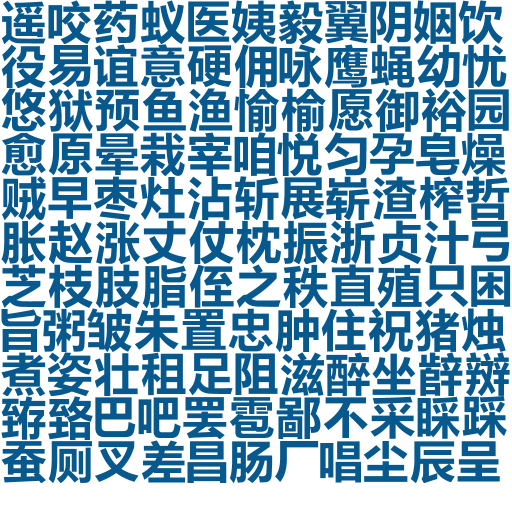 遥咬药蚁医姨毅翼阴姻饮
役易谊意硬佣咏鹰蝇幼忧
悠狱预鱼渔愉榆愿御裕园
愈原晕栽宰咱悦匀孕皂燥
贼早枣灶沾斩展崭渣榨哲
胀赵涨丈仗枕振浙贞汁弓
芝枝肢脂侄之秩直殖只困
旨粥皱朱置忠肿住祝猪烛
煮姿壮租足阻滋醉坐辥辩
臶臵巴吧罢雹鄙不采睬踩
蚕厕叉差昌肠厂唱尘辰呈